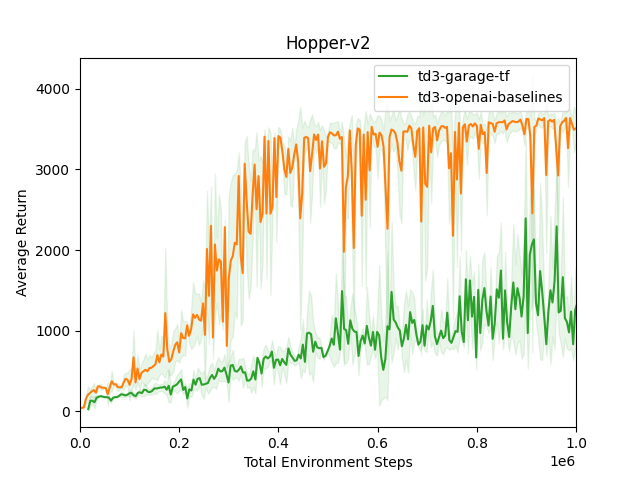 Hopper-v2
td3-garage-tf
td3-openai-baselines
Average Return
4000
3000
2000
1000
0
0.0 0.2 0.4 0.6 0.8 1.0
Total Environment Steps
1e6